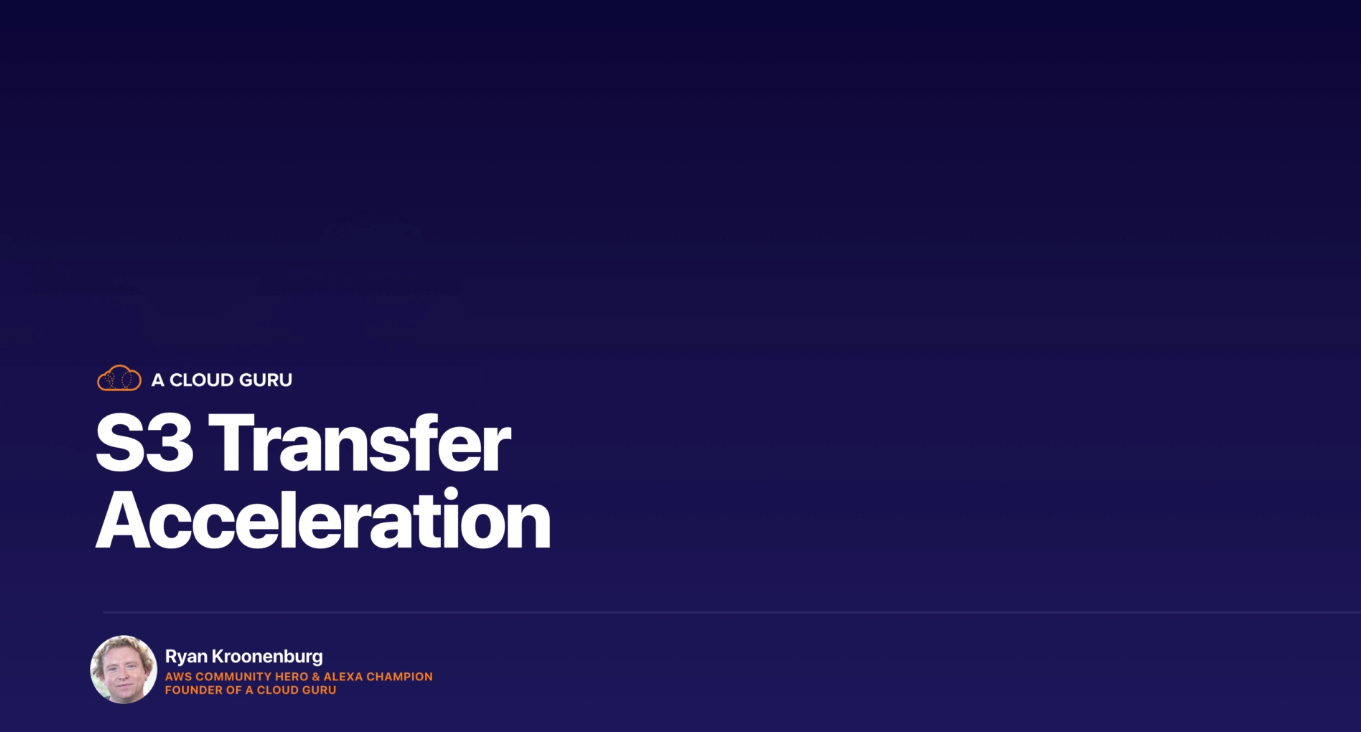 A CLOUD GURU
S3 Transfer
Acceleration
Ryan Kroonenburg
AWS COMMUNITY HERO & ALEXA CHAMPION
FOUNDER OF A CLOUD GURU